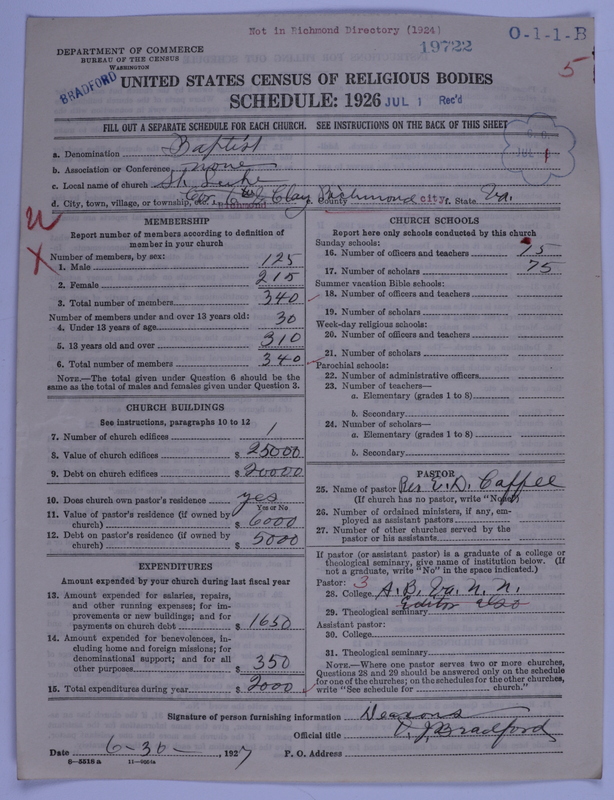 Not in Richmond Directory (1924)
19722
O-1-1-B
5
DEPARTMENT OF COMMERCE
BUREAU OF THE CENSUS
WASHINGTON
BRADFORD
UNITED STATES CENSUS OF RELIGIOUS BODIES
SCHEDULE: 1926 JUL 1 Rec'd
FILL OUT A SEPARATE SCHEDULE FOR EACH CHURCH. SEE INSTRUCTIONS ON THE BACK OF THIS SHEET
JUL 1
a. Denomination Baptist
b. Association or Conference none
c. Local name of church St. Luke
d. City, town, village, or township, Richmond Clay e. County Richmond city f. State Va.
MEMBERSHIP
Report number of members according to definition of
member in your church
Number of members, by sex:
1. Male 125
2. Female 215
3. Total number of members 340
Number of members under and over 13 years old:
4. Under 13 years of age 30
5. 13 years old and over 310
6. Total number of members 340
NOTE.—The total given under Question 6 should be the
same as the total of males and females given under Question 3.
CHURCH BUILDINGS
See instructions, paragraphs 10 to 12
7. Number of church edifices 1
8. Value of church edifices $ 25000
9. Debt on church edifices $ 20000
10. Does church own pastor's residence yes
Yes or No
11. Value of pastor's residence (if owned by
church) $ 6000
12. Debt on pastor's residence (if owned by
church) $ 5000
EXPENDITURES
Amount expended by your church during last fiscal year
13. Amount expended for salaries, repairs,
and other running expenses; for im-
provements or new buildings; and for
payments on church debt $ 1650
14. Amount expended for benevolences, in-
cluding home and foreign missions; for
denominational support; and for all
other purposes $ 350
15. Total expenditures during year $ 2000
CHURCH SCHOOLS
Report here only schools conducted by this church
Sunday schools:
16. Number of officers and teachers 15
17. Number of scholars 75
Summer vacation Bible schools:
18. Number of officers and teachers
19. Number of scholars
Week-day religious schools:
20. Number of officers and teachers
21. Number of scholars
Parochial schools:
22. Number of administrative officers
23. Number of teachers—
a. Elementary (grades 1 to 8)
b. Secondary
24. Number of scholars—
a. Elementary (grades 1 to 8)
b. Secondary
PASTOR
25. Name of pastor Rev. V. D. Caffee
(If church has no pastor, write "No")
26. Number of ordained ministers, if any, em-
ployed as assistant pastors
27. Number of other churches served by the
pastor or his assistants
If pastor (or assistant pastor) is a graduate of a college or
theological seminary, give name of institution below. (If
not a graduate, write "No" in the space indicated.)
Pastor: 3
28. College A. B. Va. N. N.
29. Theological seminary Editor also
Assistant pastor:
30. College
31. Theological seminary
NOTE.—Where one pastor serves two or more churches,
Questions 28 and 29 should be answered only on the schedule
for one of the churches; on the schedules for the other churches,
write "See schedule for church."
Signature of person furnishing information Deacons
Official title J. Bradford
Date 6-30-, 1927 P. O. Address
8-5518 a 11-9034a